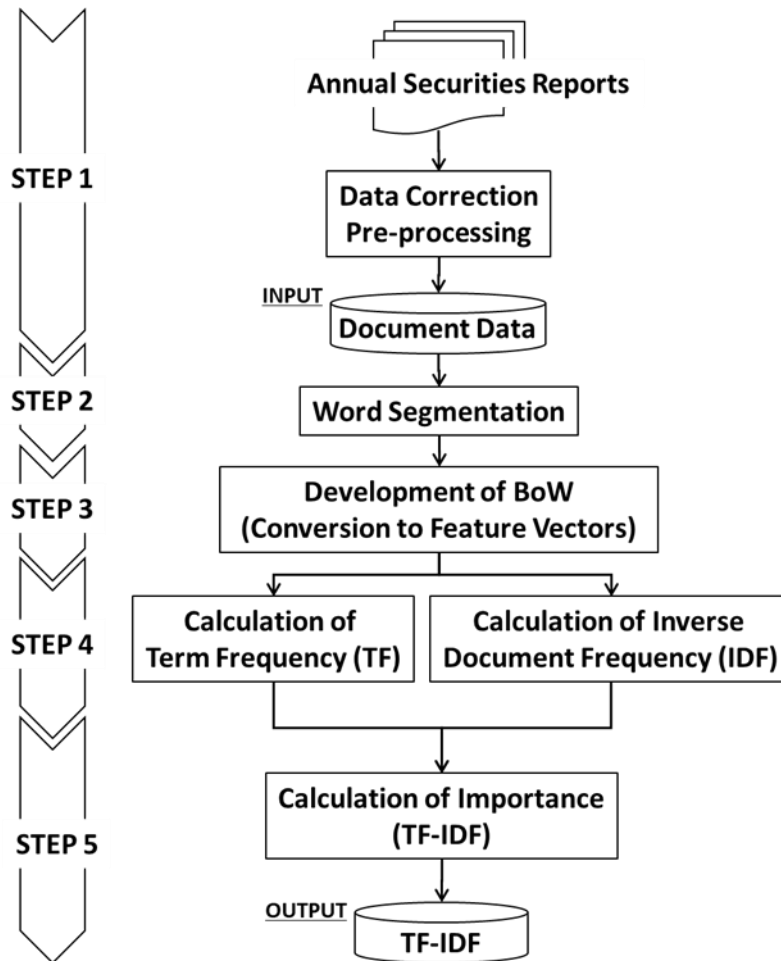 Annual Securities Reports
STEP 1
Data Correction
Pre-processing
INPUT
Document Data
STEP 2
Word Segmentation
STEP 3
Development of BoW
(Conversion to Feature Vectors)
STEP 4
Calculation of
Term Frequency (TF)
Calculation of Inverse
Document Frequency (IDF)
STEP 5
Calculation of Importance
(TF-IDF)
OUTPUT
TF-IDF